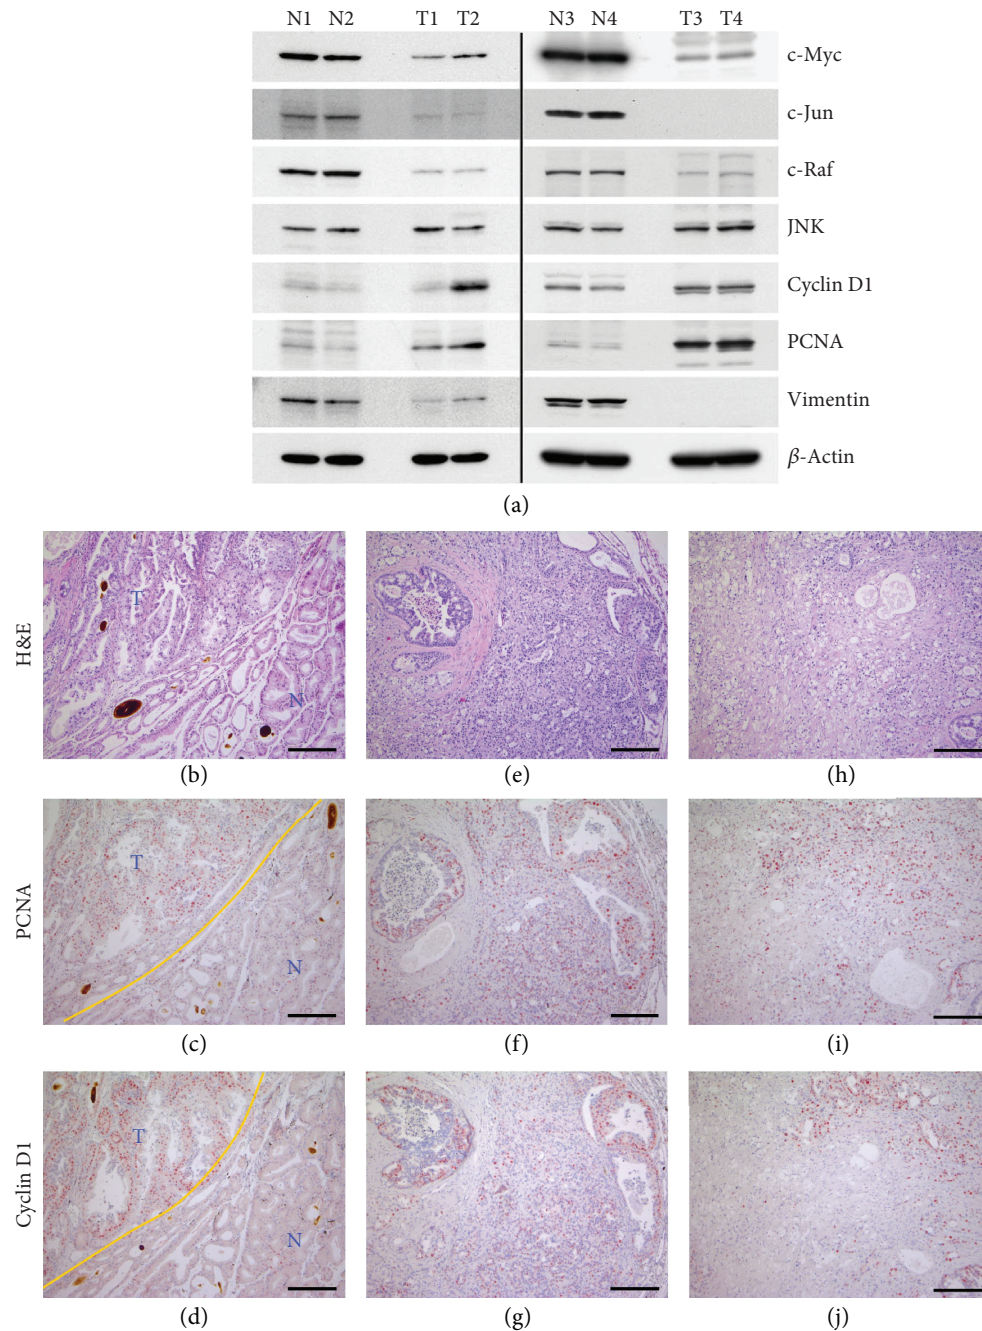 N1 N2 T1 T2 N3 N4 T3 T4
c-Myc
c-Jun
c-Raf
JNK
Cyclin D1
PCNA
Vimentin
β-Actin
(a)
H&E
T
N
(b)
(e)
(h)
PCNA
T
N
(c)
(f)
(i)
Cyclin D1
T
N
(d)
(g)
(j)